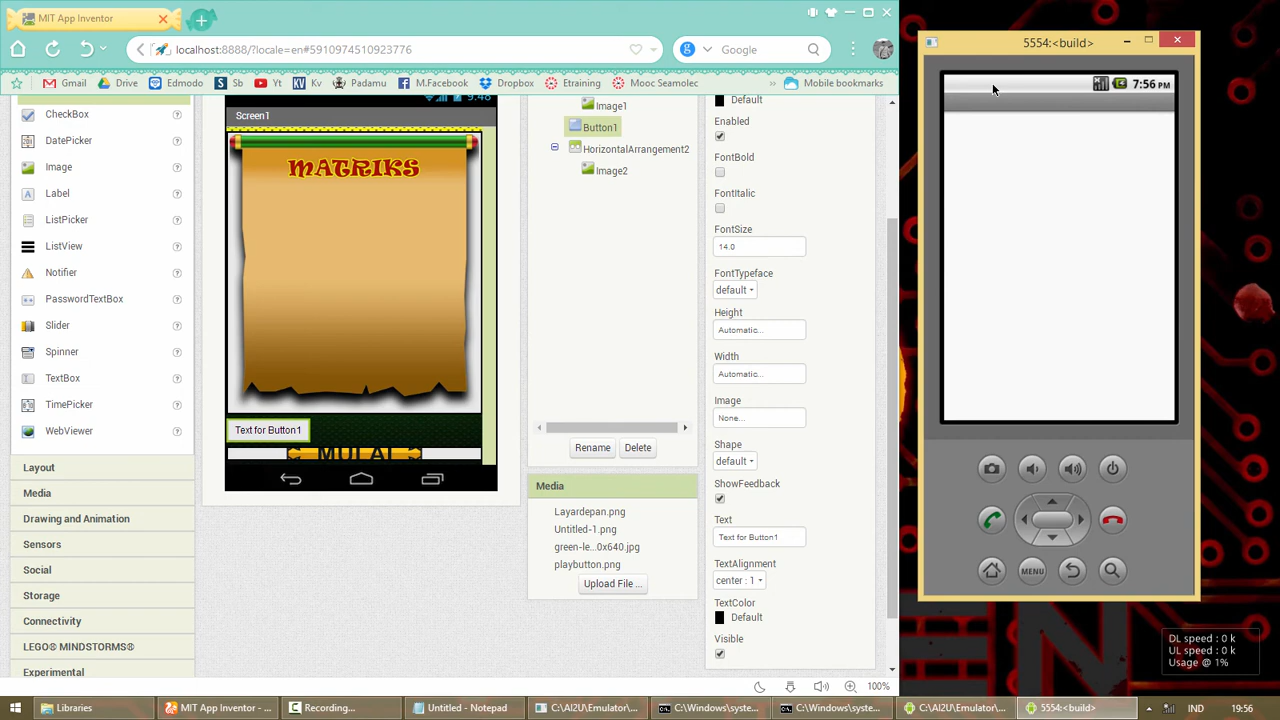 MIT App Inventor
localhost:8888/?locale=en#5910974510923776
Google
Gmail
Drive
Edmodo
Sb
Yt
Kv
Padamu
M.Facebook
Dropbox
Etraining
Mooc Seamolec
Mobile bookmarks
CheckBox
DatePicker
Image
Label
ListPicker
ListView
Notifier
PasswordTextBox
Slider
Spinner
TextBox
TimePicker
WebViewer
Layout
Media
Drawing and Animation
Sensors
Social
Storage
Connectivity
LEGO® MINDSTORMS®
Experimental
9:48
Screen1
MATRIKS
Text for Button1
MULAI
Image1
Button1
HorizontalArrangement2
Image2
Rename
Delete
Media
Layardepan.png
Untitled-1.png
green-le...0x640.jpg
playbutton.png
Upload File ...
Default
Enabled
FontBold
FontItalic
FontSize
14.0
FontTypeface
default
Height
Automatic...
Width
Automatic...
Image
None...
Shape
default
ShowFeedback
Text
Text for Button1
TextAlignment
center : 1
TextColor
Default
Visible
100%
5554:<build>
7:56 PM
MENU
DL speed : 0 k
UL speed : 0 k
Usage @ 1%
Libraries
MIT App Inventor - ...
Recording...
Untitled - Notepad
C:\AI2U\Emulator/...
C:\Windows\syste...
C:\Windows\syste...
C:\AI2U\Emulator/...
5554:<build>
IND
19:56